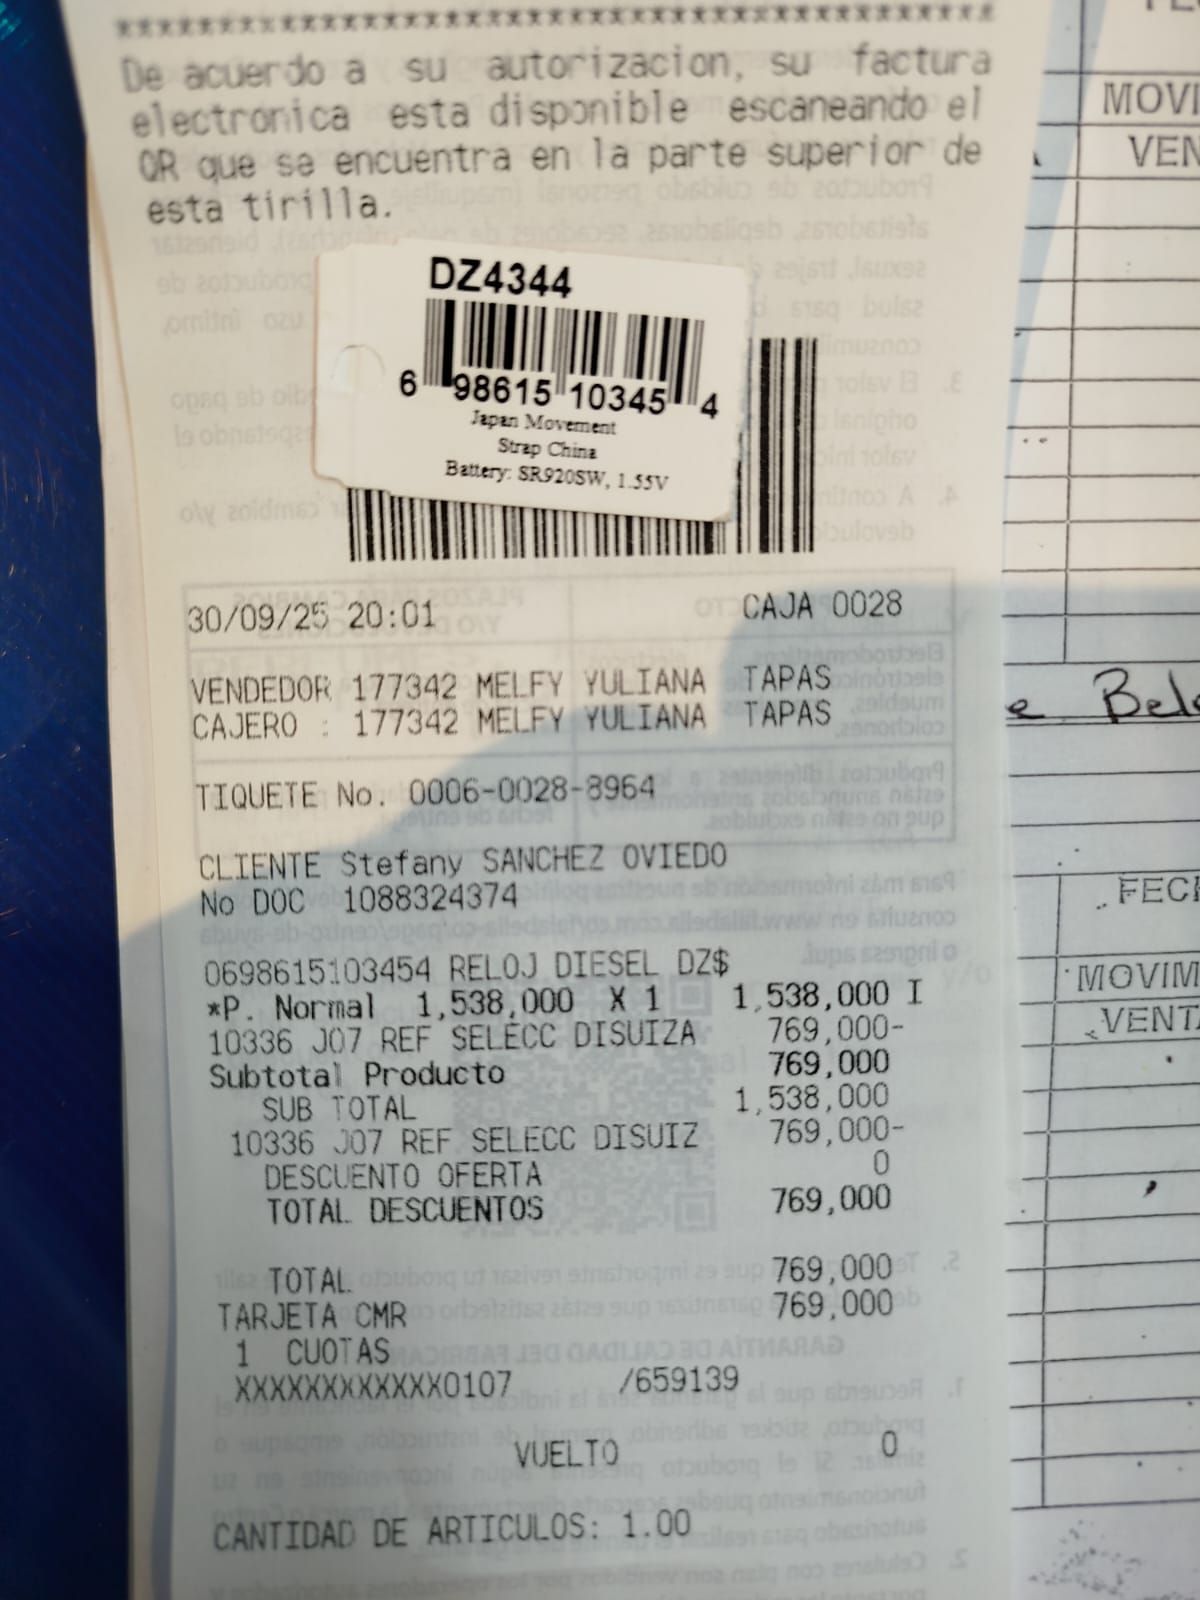 De acuerdo a su autorizacion, su factura
electronica esta disponible escaneando el
QR que se encuentra en la parte superior de
esta tirilla.
DZ4344
6 98615 10345 4
Japan Movement
Strap China
Battery: SR920SW, 1.55V
30/09/25 20:01 CAJA 0028
VENDEDOR 177342 MELFY YULIANA TAPAS
CAJERO : 177342 MELFY YULIANA TAPAS
TIQUETE No. 0006-0028-8964
CLIENTE Stefany SANCHEZ OVIEDO
No DOC 1088324374
0698615103454 RELOJ DIESEL DZ$
*P. Normal 1,538,000 X 1 1,538,000 I
10336 J07 REF SELECC DISUIZA 769,000-
Subtotal Producto 769,000
SUB TOTAL 1,538,000
10336 J07 REF SELECC DISUIZ 769,000-
DESCUENTO OFERTA 0
TOTAL DESCUENTOS 769,000
TOTAL 769,000
TARJETA CMR 769,000
1 CUOTAS
XXXXXXXXXXXX0107 /659139
VUELTO 0
CANTIDAD DE ARTICULOS: 1.00
MOVI
VEN
e Bel
FECH
MOVIM
VENTA